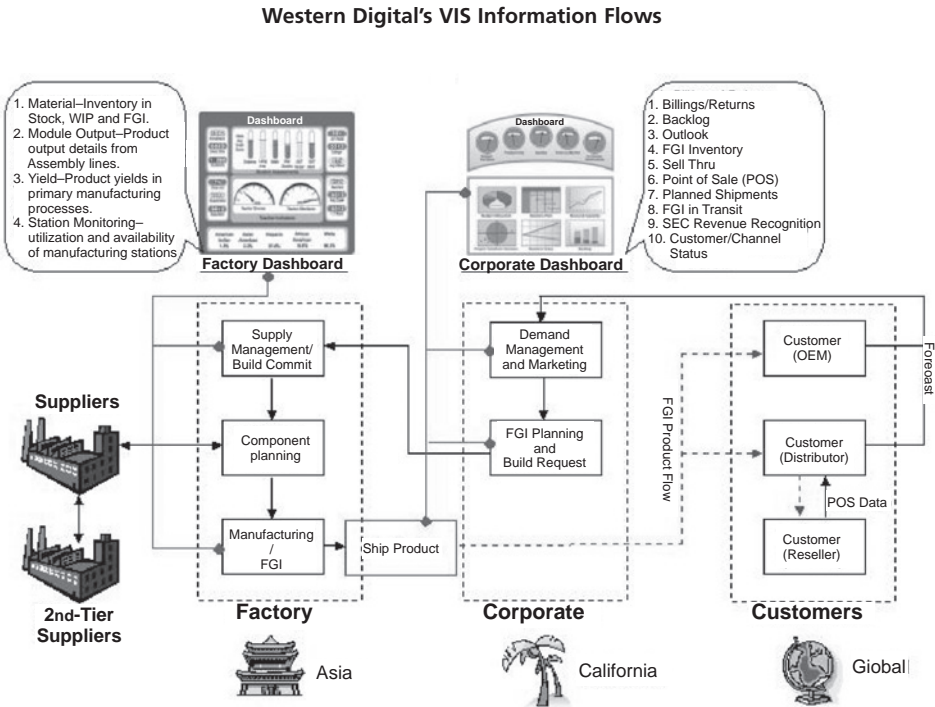 Western Digital's VIS Information Flows
1. Material–Inventory in
Stock, WIP and FGI.
2. Module Output–Product
output details from
Assembly lines.
3. Yield–Product yields in
primary manufacturing
processes.
4. Station Monitoring–
utilization and availability
of manufacturing stations
Dashboard
Factory Dashboard
Dashboard
Corporate Dashboard
1. Billings/Returns
2. Backlog
3. Outlook
4. FGI Inventory
5. Sell Thru
6. Point of Sale (POS)
7. Planned Shipments
8. FGI in Transit
9. SEC Revenue Recognition
10. Customer/Channel
Status
Supply
Management/
Build Commit
Demand
Management
and Marketing
Customer
(OEM)
Foreoast
Suppliers
Component
planning
FGI Planning
and
Build Request
FGI Product Flow
Customer
(Distributor)
POS Data
Manufacturing
/
FGI
Ship Product
Customer
(Reseller)
2nd-Tier
Suppliers
Factory
Corporate
Customers
Asia
California
Giobal